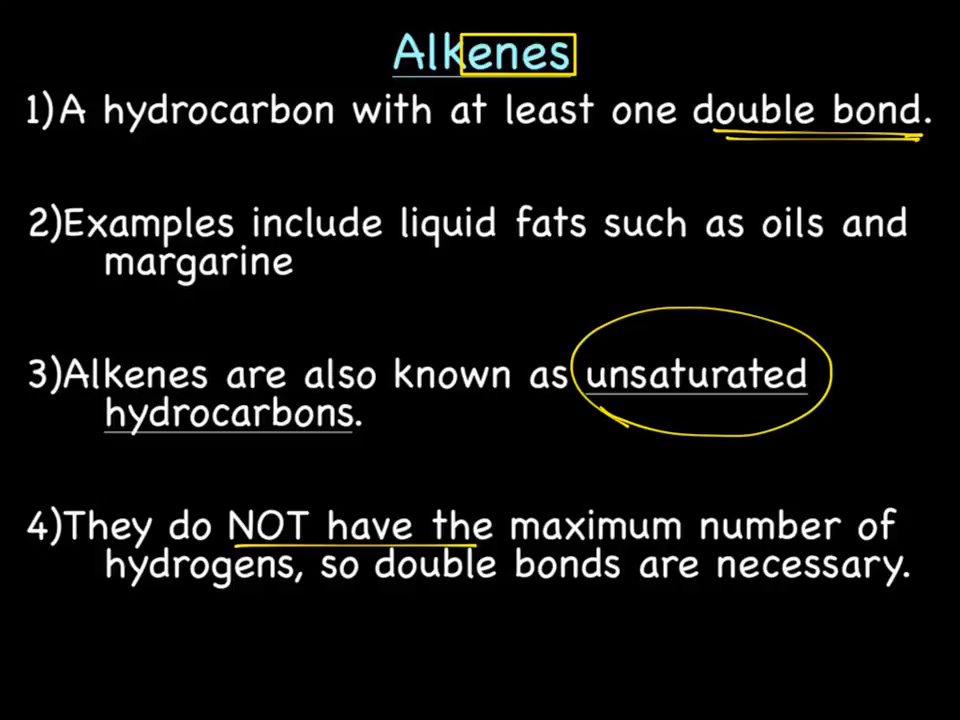 Alkenes
1)A hydrocarbon with at least one double bond.
2)Examples include liquid fats such as oils and
margarine
3)Alkenes are also known as unsaturated
hydrocarbons.
4)They do NOT have the maximum number of
hydrogens, so double bonds are necessary.